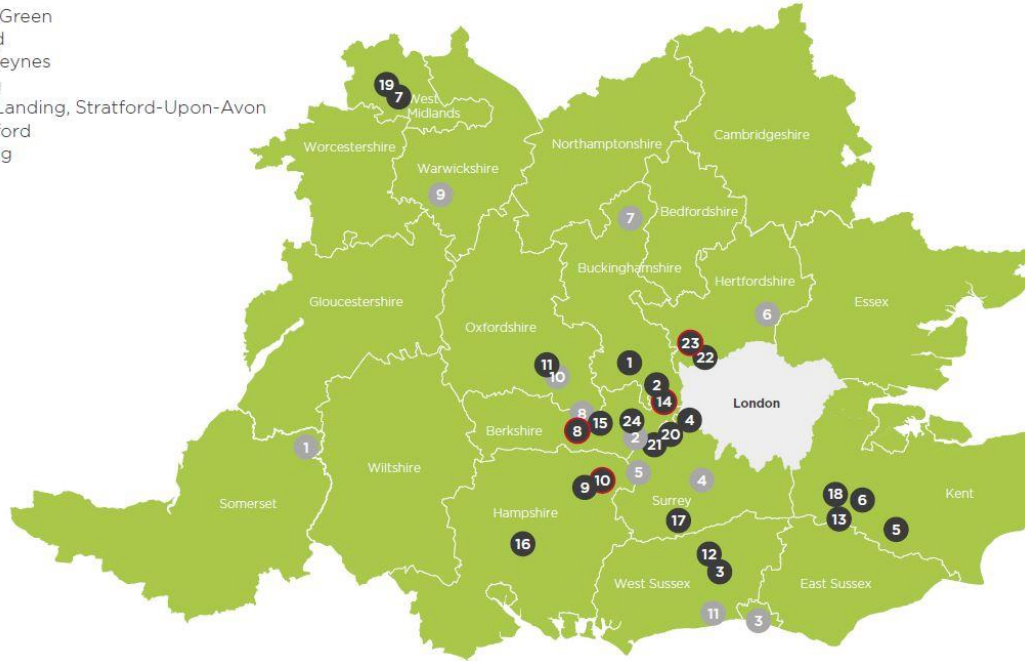 Green
d
eynes
Landing, Stratford-Upon-Avon
ford
g
19
7
West
Midlands
Cambridgeshire
Northamptonshire
Worcestershire
Warwickshire
9
7
Bedfordshire
Buckinghamshire
Hertfordshire
Gloucestershire
Essex
6
Oxfordshire
23
22
11
10
1
2
14
London
8
15
24
4
Berkshire
8
2
21
20
1
Wiltshire
5
4
9
10
Somerset
Surrey
18
6
Kent
Hampshire
17
13
5
16
12
3
West Sussex
East Sussex
11
3